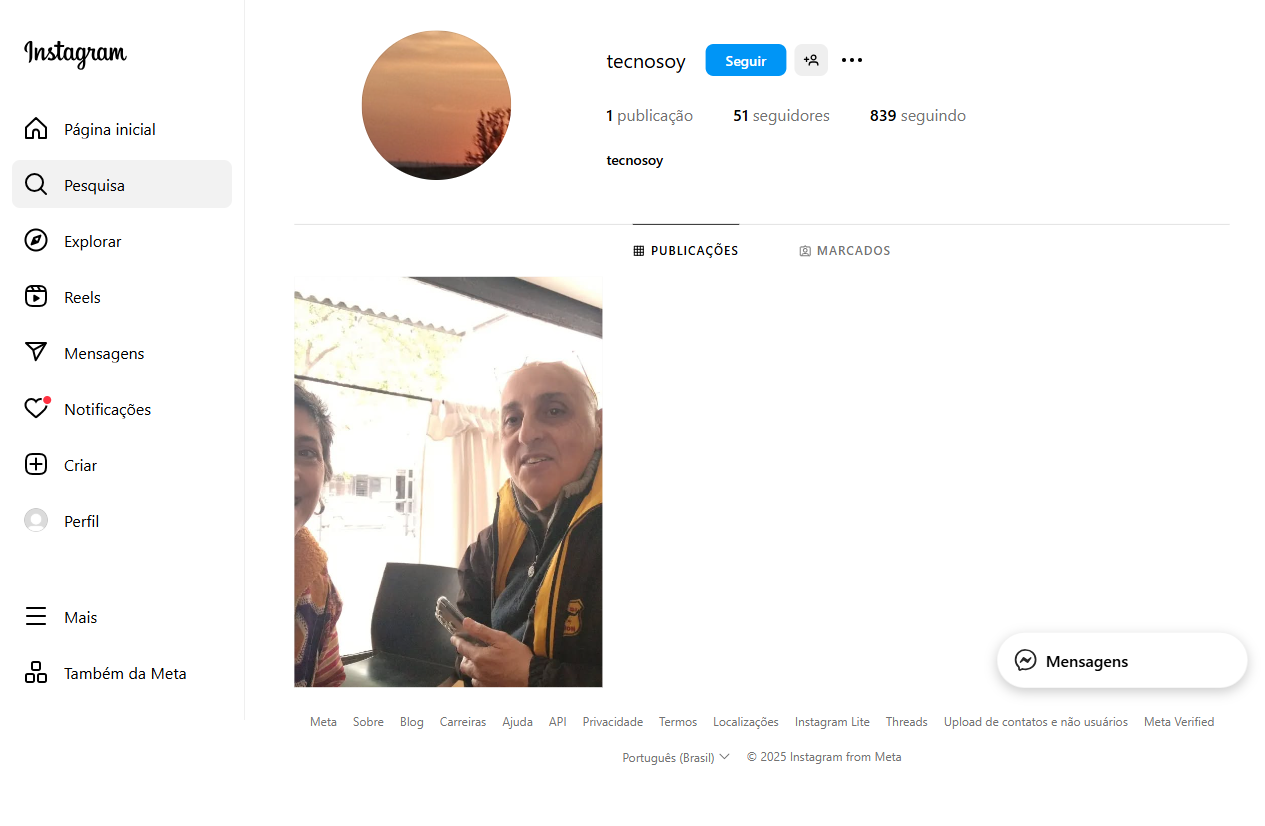 Instagram
Página inicial
Pesquisa
Explorar
Reels
Mensagens
Notificações
Criar
Perfil
Mais
Também da Meta
tecnosoy Seguir
1 publicação 51 seguidores 839 seguindo
tecnosoy
PUBLICAÇÕES MARCADOS
Mensagens
Meta Sobre Blog Carreiras Ajuda API Privacidade Termos Localizações Instagram Lite Threads Upload de contatos e não usuários Meta Verified
Português (Brasil) © 2025 Instagram from Meta